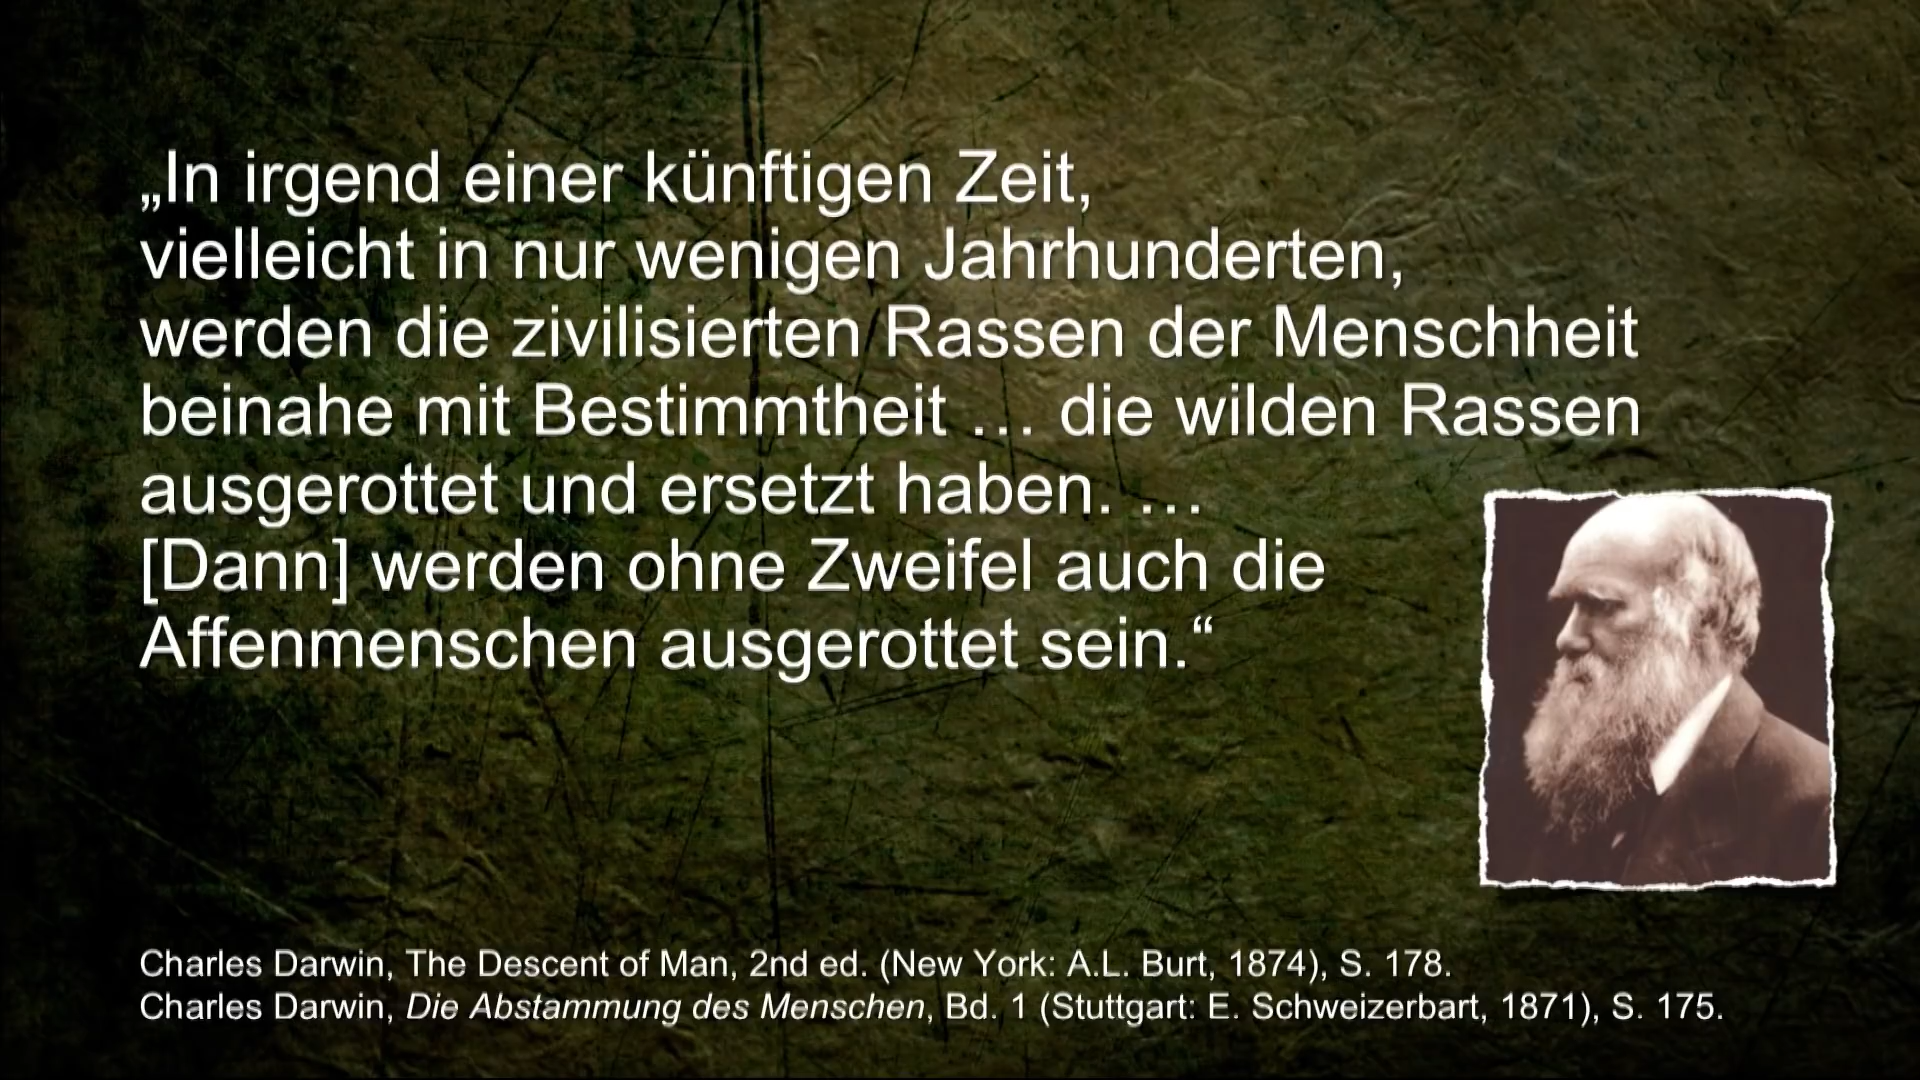 „In irgend einer künftigen Zeit,
vielleicht in nur wenigen Jahrhunderten,
werden die zivilisierten Rassen der Menschheit
beinahe mit Bestimmtheit … die wilden Rassen
ausgerottet und ersetzt haben. …
[Dann] werden ohne Zweifel auch die
Affenmenschen ausgerottet sein.“
Charles Darwin, The Descent of Man, 2nd ed. (New York: A.L. Burt, 1874), S. 178.
Charles Darwin, Die Abstammung des Menschen, Bd. 1 (Stuttgart: E. Schweizerbart, 1871), S. 175.